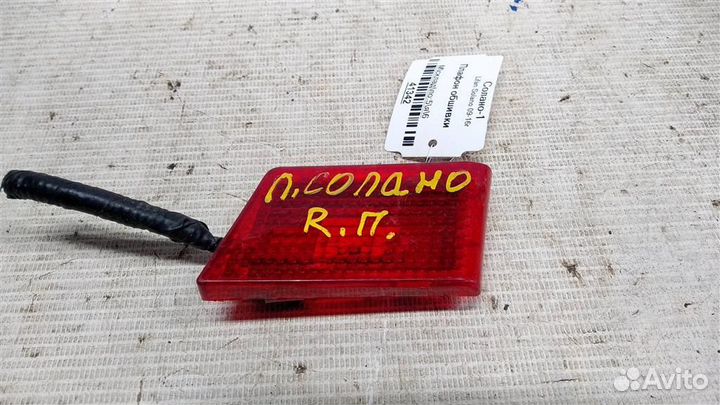 Л.СОЛАНО
R.П.
Солано-1
Lifan Solano 09-16г
Плафон обшивки
41342
Avito